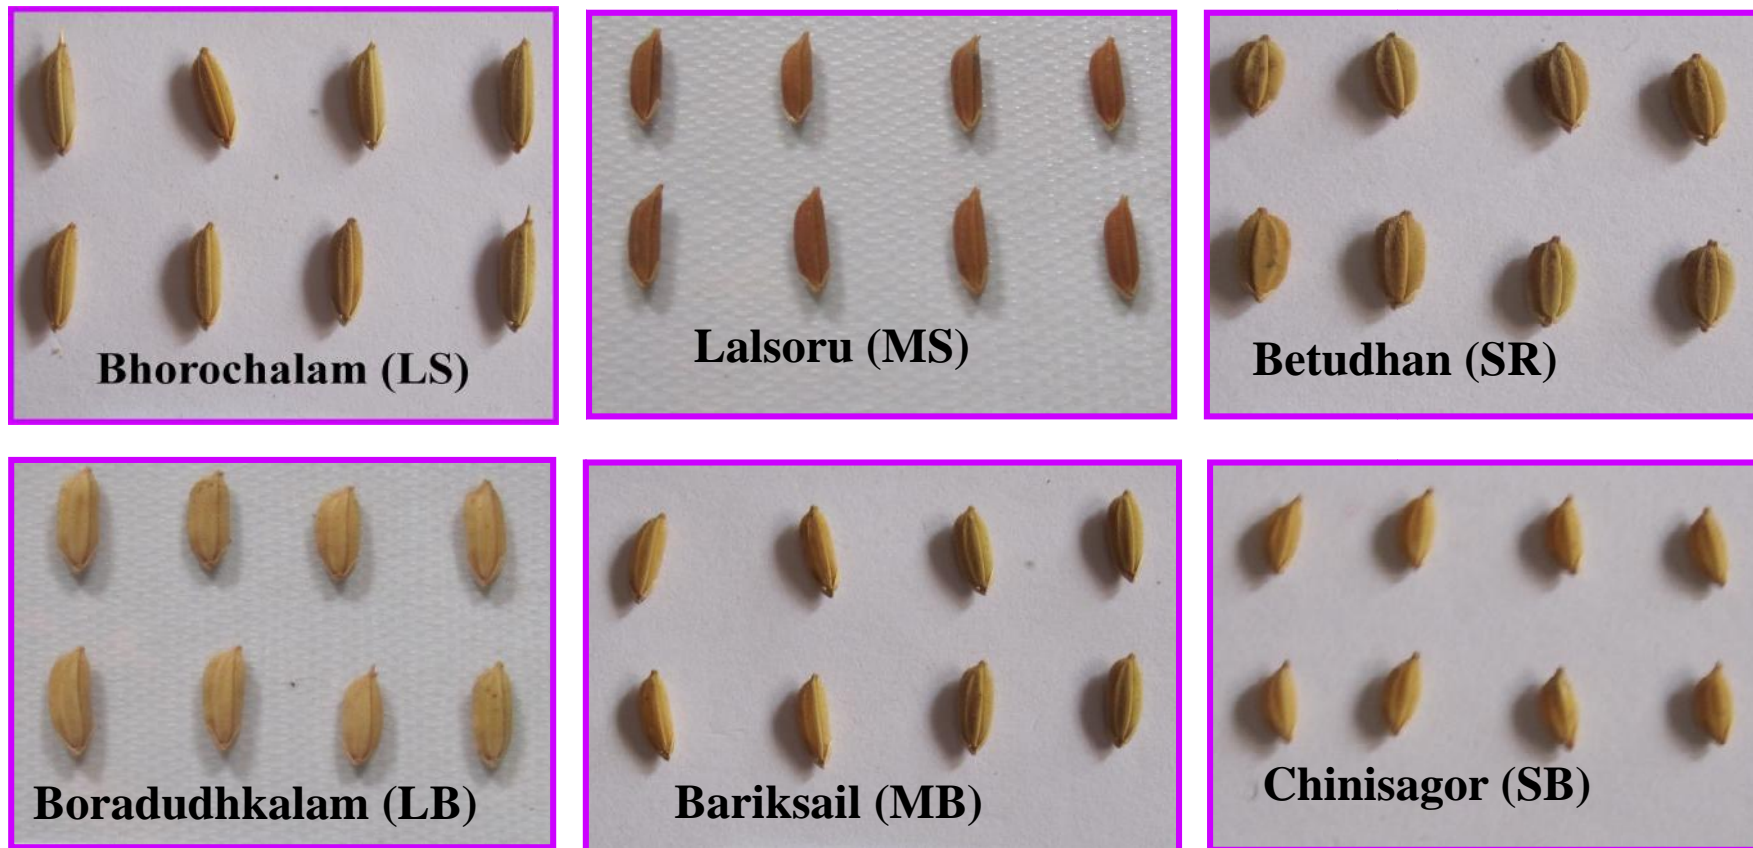 Bhorochalam (LS)
Lalsoru (MS)
Betudhan (SR)
Boradudhkalam (LB)
Bariksail (MB)
Chinisagor (SB)